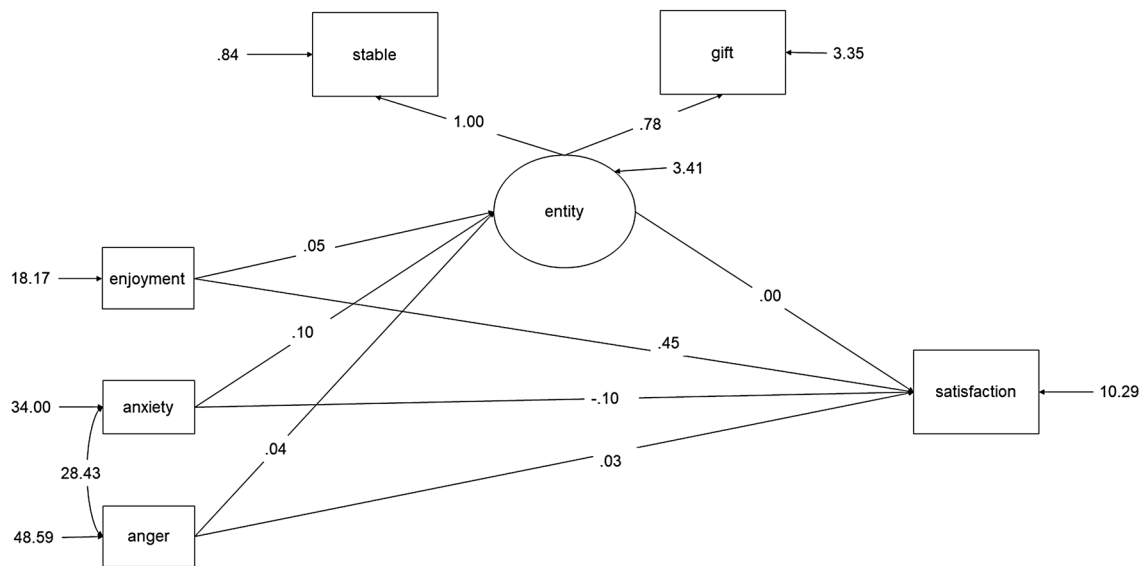 .84
stable
gift
3.35
1.00
.78
3.41
entity
.05
18.17
enjoyment
.10
.00
.45
34.00
anxiety
-.10
satisfaction
10.29
28.43
.04
.03
48.59
anger